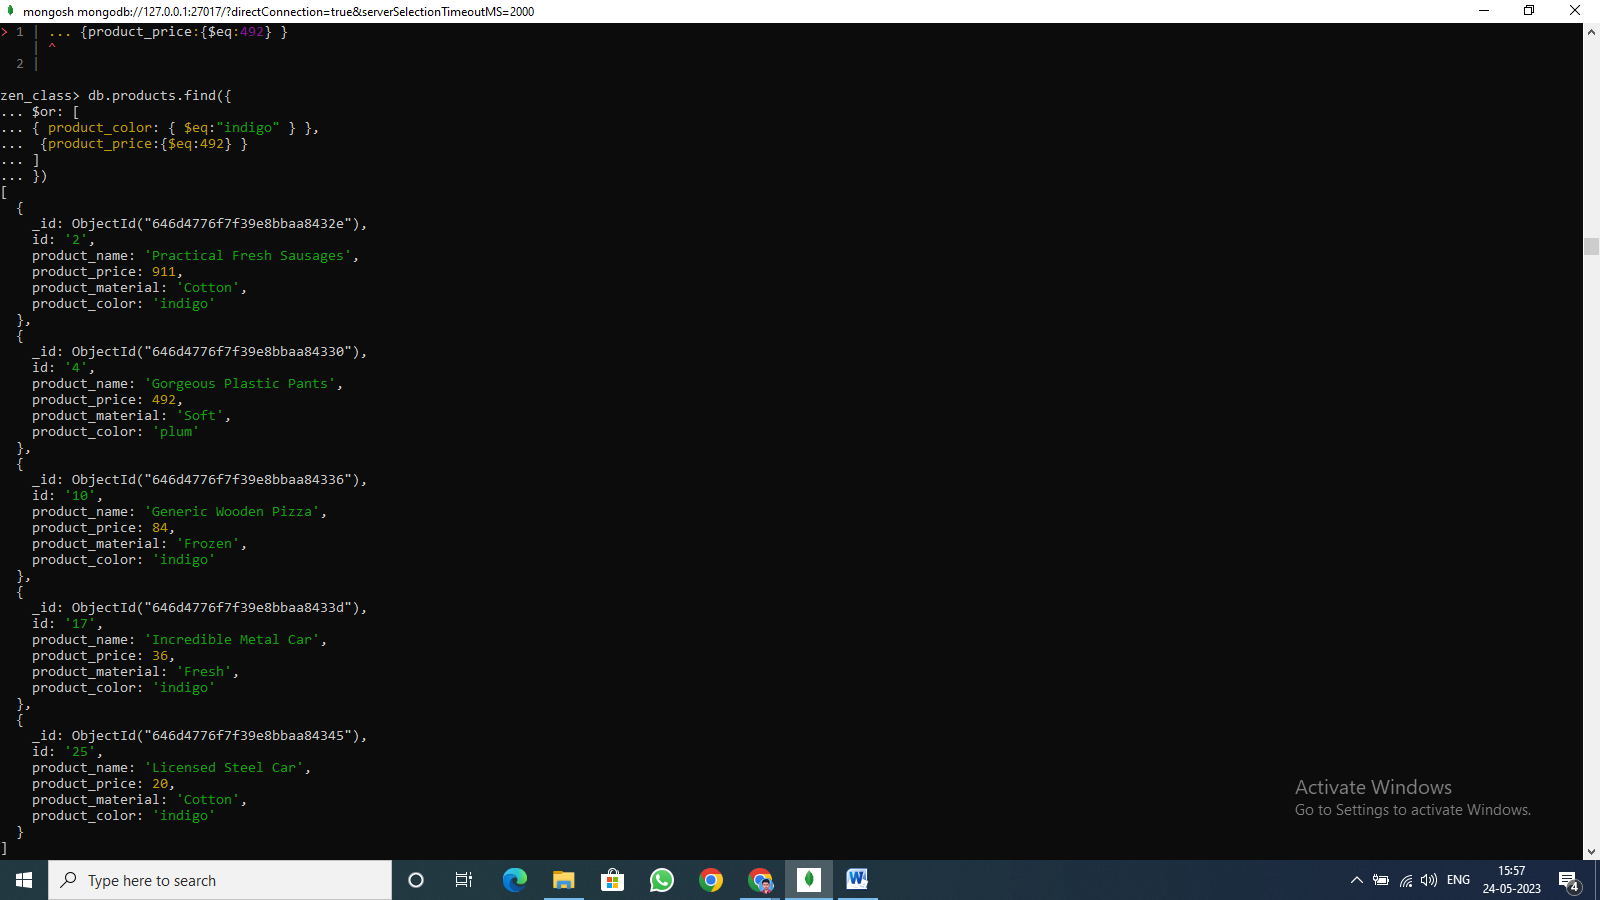 mongosh mongodb://127.0.0.1:27017/?directConnection=true&serverSelectionTimeoutMS=2000
> 1 | ... {product_price:{$eq:492} }
| ^
2 |
zen_class> db.products.find({
... $or: [
... { product_color: { $eq:"indigo" } },
...  {product_price:{$eq:492} }
... ]
... })
[
{
_id: ObjectId("646d4776f7f39e8bbaa8432e"),
id: '2',
product_name: 'Practical Fresh Sausages',
product_price: 911,
product_material: 'Cotton',
product_color: 'indigo'
},
{
_id: ObjectId("646d4776f7f39e8bbaa84330"),
id: '4',
product_name: 'Gorgeous Plastic Pants',
product_price: 492,
product_material: 'Soft',
product_color: 'plum'
},
{
_id: ObjectId("646d4776f7f39e8bbaa84336"),
id: '10',
product_name: 'Generic Wooden Pizza',
product_price: 84,
product_material: 'Frozen',
product_color: 'indigo'
},
{
_id: ObjectId("646d4776f7f39e8bbaa8433d"),
id: '17',
product_name: 'Incredible Metal Car',
product_price: 36,
product_material: 'Fresh',
product_color: 'indigo'
},
{
_id: ObjectId("646d4776f7f39e8bbaa84345"),
id: '25',
product_name: 'Licensed Steel Car',
product_price: 20,
product_material: 'Cotton',
product_color: 'indigo'
}
]
Activate Windows
Go to Settings to activate Windows.
Type here to search
W
ENG
15:57
24-05-2023
4